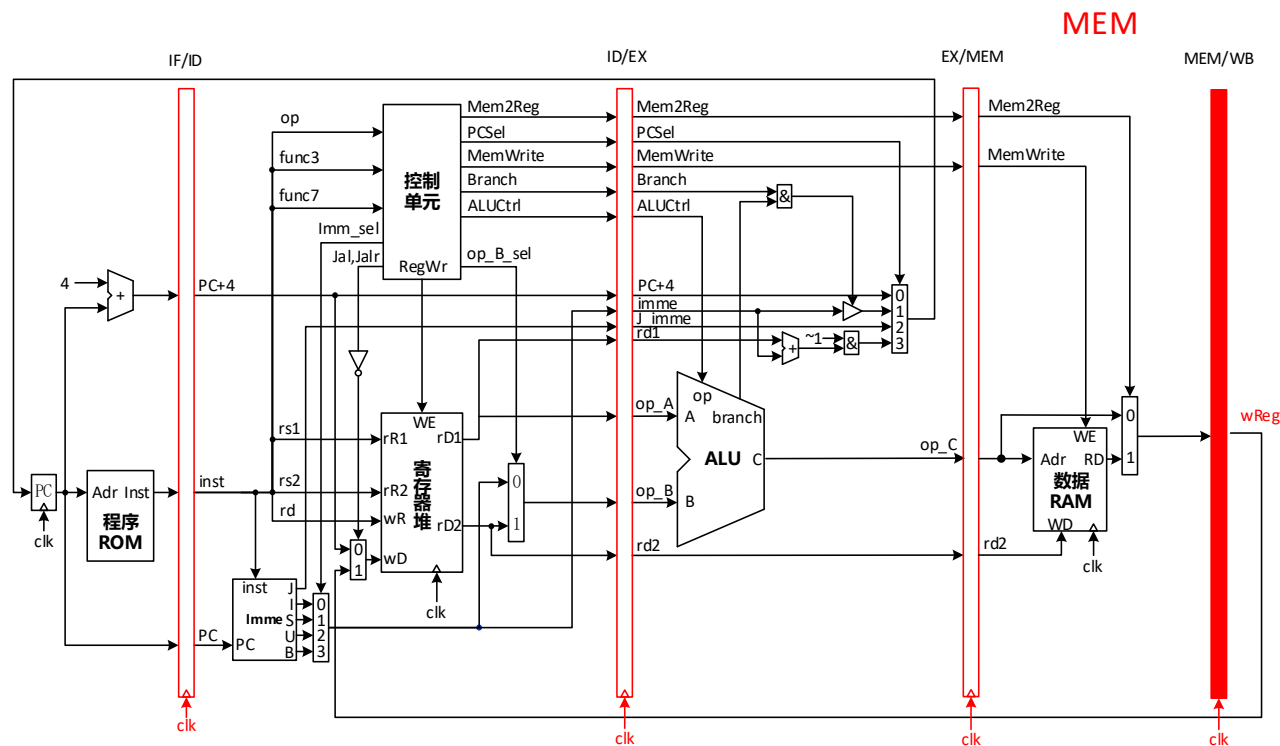 MEM
IF/ID
ID/EX
EX/MEM
MEM/WB
op
func3
func7
Imm_sel
Jal,Jalr
控制
单元
RegWr
Mem2Reg
PCSel
MemWrite
Branch
ALUCtrl
op_B_sel
Mem2Reg
PCSel
MemWrite
Branch
ALUCtrl
&
Mem2Reg
MemWrite
4
+
PC+4
PC+4
imme
J_imme
rd1
0
1
2
3
~1
&
+
PC
clk
Adr Inst
程序
ROM
inst
rs1
rs2
rd
WE
rR1
rD1
rR2
rD2
wR
wD
寄存器堆
clk
0
1
0
1
op_A
op_B
op
A
branch
ALU
C
B
op_C
rd2
rd2
WE
Adr
RD
数据
RAM
WD
clk
0
1
wReg
PC
inst
J
I
Imme S
U
PC
B
0
1
2
3
clk
clk
clk
clk